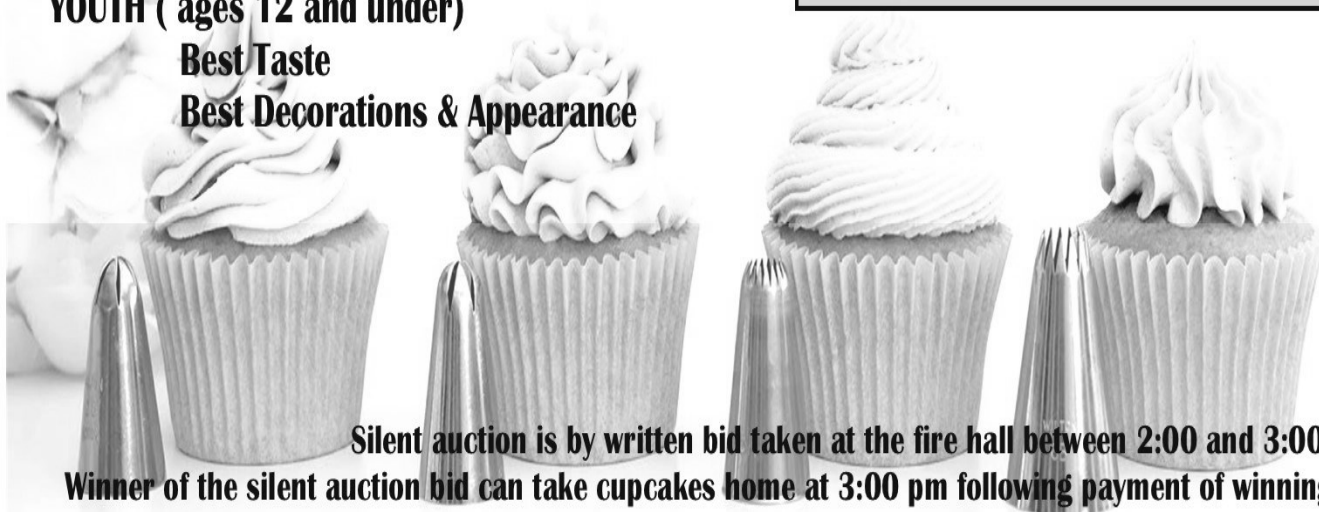 YOUTH ( ages 12 and under)
Best Taste
Best Decorations & Appearance
Silent auction is by written bid taken at the fire hall between 2:00 and 3:00
Winner of the silent auction bid can take cupcakes home at 3:00 pm following payment of winning